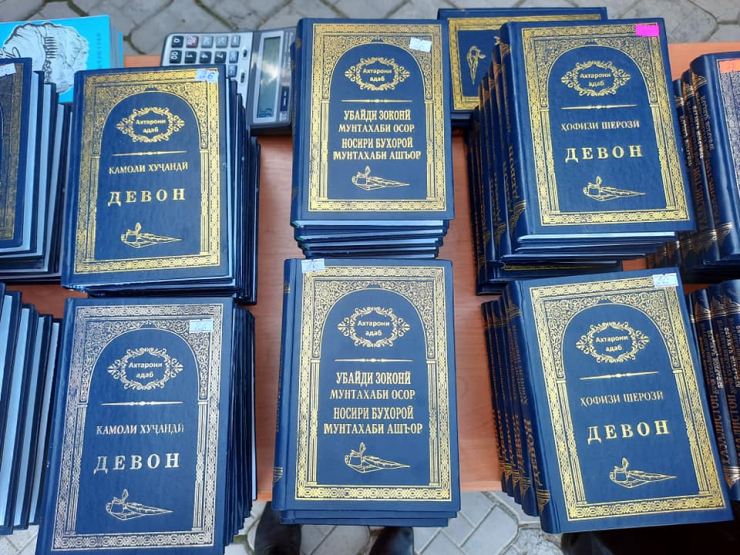 Ахтарони
адаб
КАМОЛИ ХУҶАНДӢ
ДЕВОН
Ахтарони
адаб
УБАЙДИ ЗОКОНӢ
МУНТАХАБИ ОСОР
НОСИРИ БУХОРОӢ
МУНТАХАБИ АШЪОР
Ахтарони
адаб
ҲОФИЗИ ШЕРОЗӢ
ДЕВОН
Ахтарони
адаб
КАМОЛИ ХУҶАНДӢ
ДЕВОН
Ахтарони
адаб
УБАЙДИ ЗОКОНӢ
МУНТАХАБИ ОСОР
НОСИРИ БУХОРОӢ
МУНТАХАБИ АШЪОР
Ахтарони
адаб
ҲОФИЗИ ШЕРОЗӢ
ДЕВОН